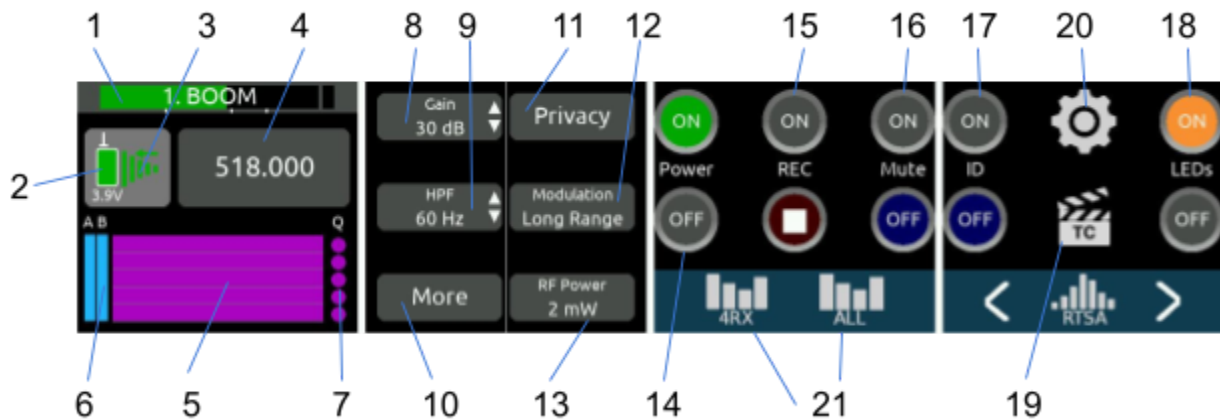 1 3 4 8 9 11 12 15 16 17 20 18
1. BOOM
2
3.9V
518.000
A B Q
Gain
30 dB
Privacy
HPF
60 Hz
Modulation
Long Range
More
RF Power
2 mW
ON ON ON
Power REC Mute
OFF OFF
4RX ALL
ON ON
ID LEDs
OFF TC OFF
< RTSA >
6 5 7 10 13 14 21 19